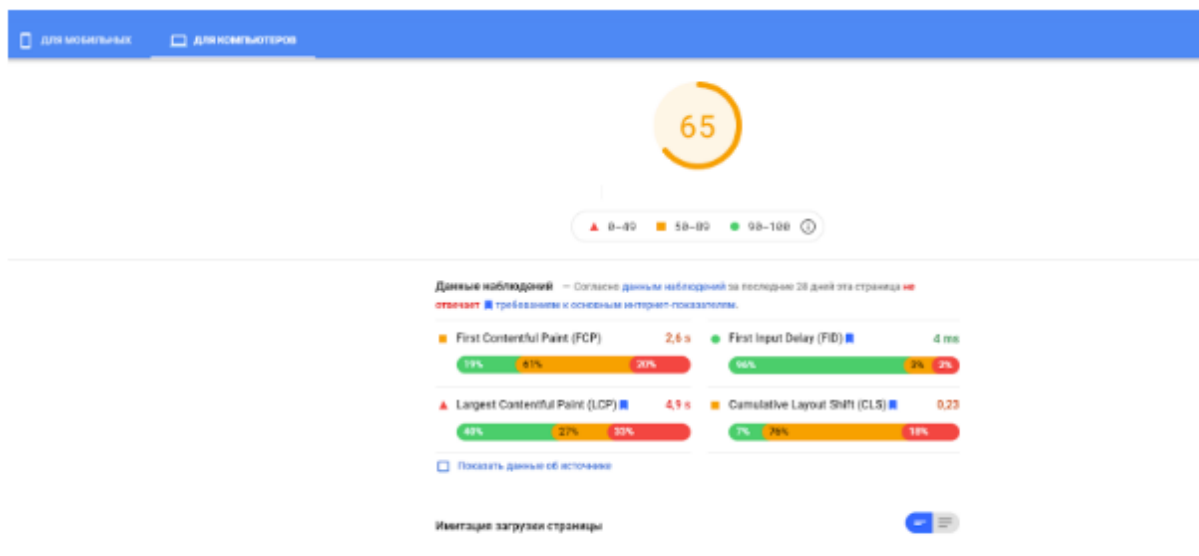 ДЛЯ МОБИЛЬНЫХ
ДЛЯ КОМПЬЮТЕРОВ
65
0–49 50–89 90–100
Данные наблюдений — Согласно данным наблюдений за последние 28 дней эта страница не
отвечает требованиям к основным интернет-показателям.
First Contentful Paint (FCP) 2,6 s
19% 61% 20%
First Input Delay (FID) 4 ms
96% 3% 2%
Largest Contentful Paint (LCP) 4,9 s
40% 27% 33%
Cumulative Layout Shift (CLS) 0,23
7% 76% 18%
Показать данные об источнике
Имитация загрузки страницы